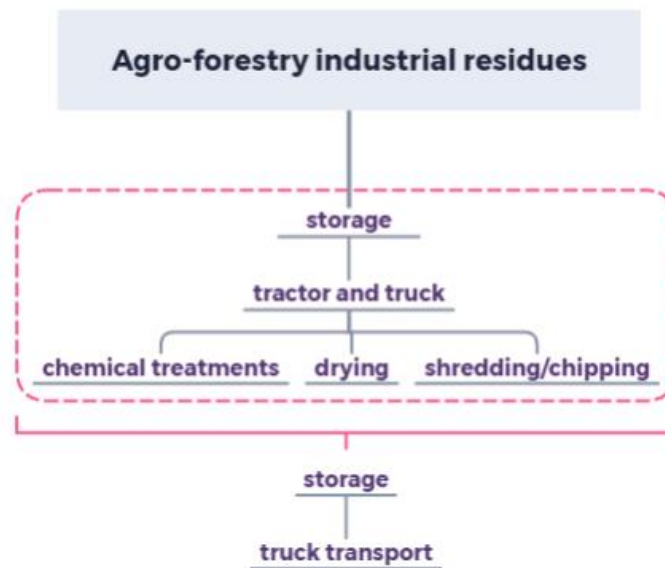 Agro-forestry industrial residues
storage
tractor and truck
chemical treatments drying shredding/chipping
storage
truck transport